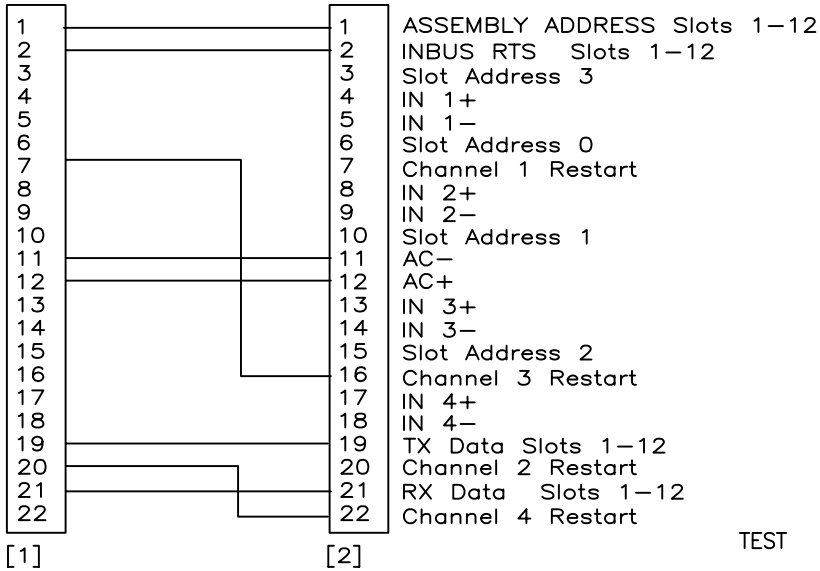 1 1 ASSEMBLY ADDRESS Slots 1-12
2 2 INBUS RTS Slots 1-12
3 3 Slot Address 3
4 4 IN 1+
5 5 IN 1-
6 6 Slot Address 0
7 7 Channel 1 Restart
8 8 IN 2+
9 9 IN 2-
10 10 Slot Address 1
11 11 AC-
12 12 AC+
13 13 IN 3+
14 14 IN 3-
15 15 Slot Address 2
16 16 Channel 3 Restart
17 17 IN 4+
18 18 IN 4-
19 19 TX Data Slots 1-12
20 20 Channel 2 Restart
21 21 RX Data Slots 1-12
22 22 Channel 4 Restart
TEST
[1] [2]